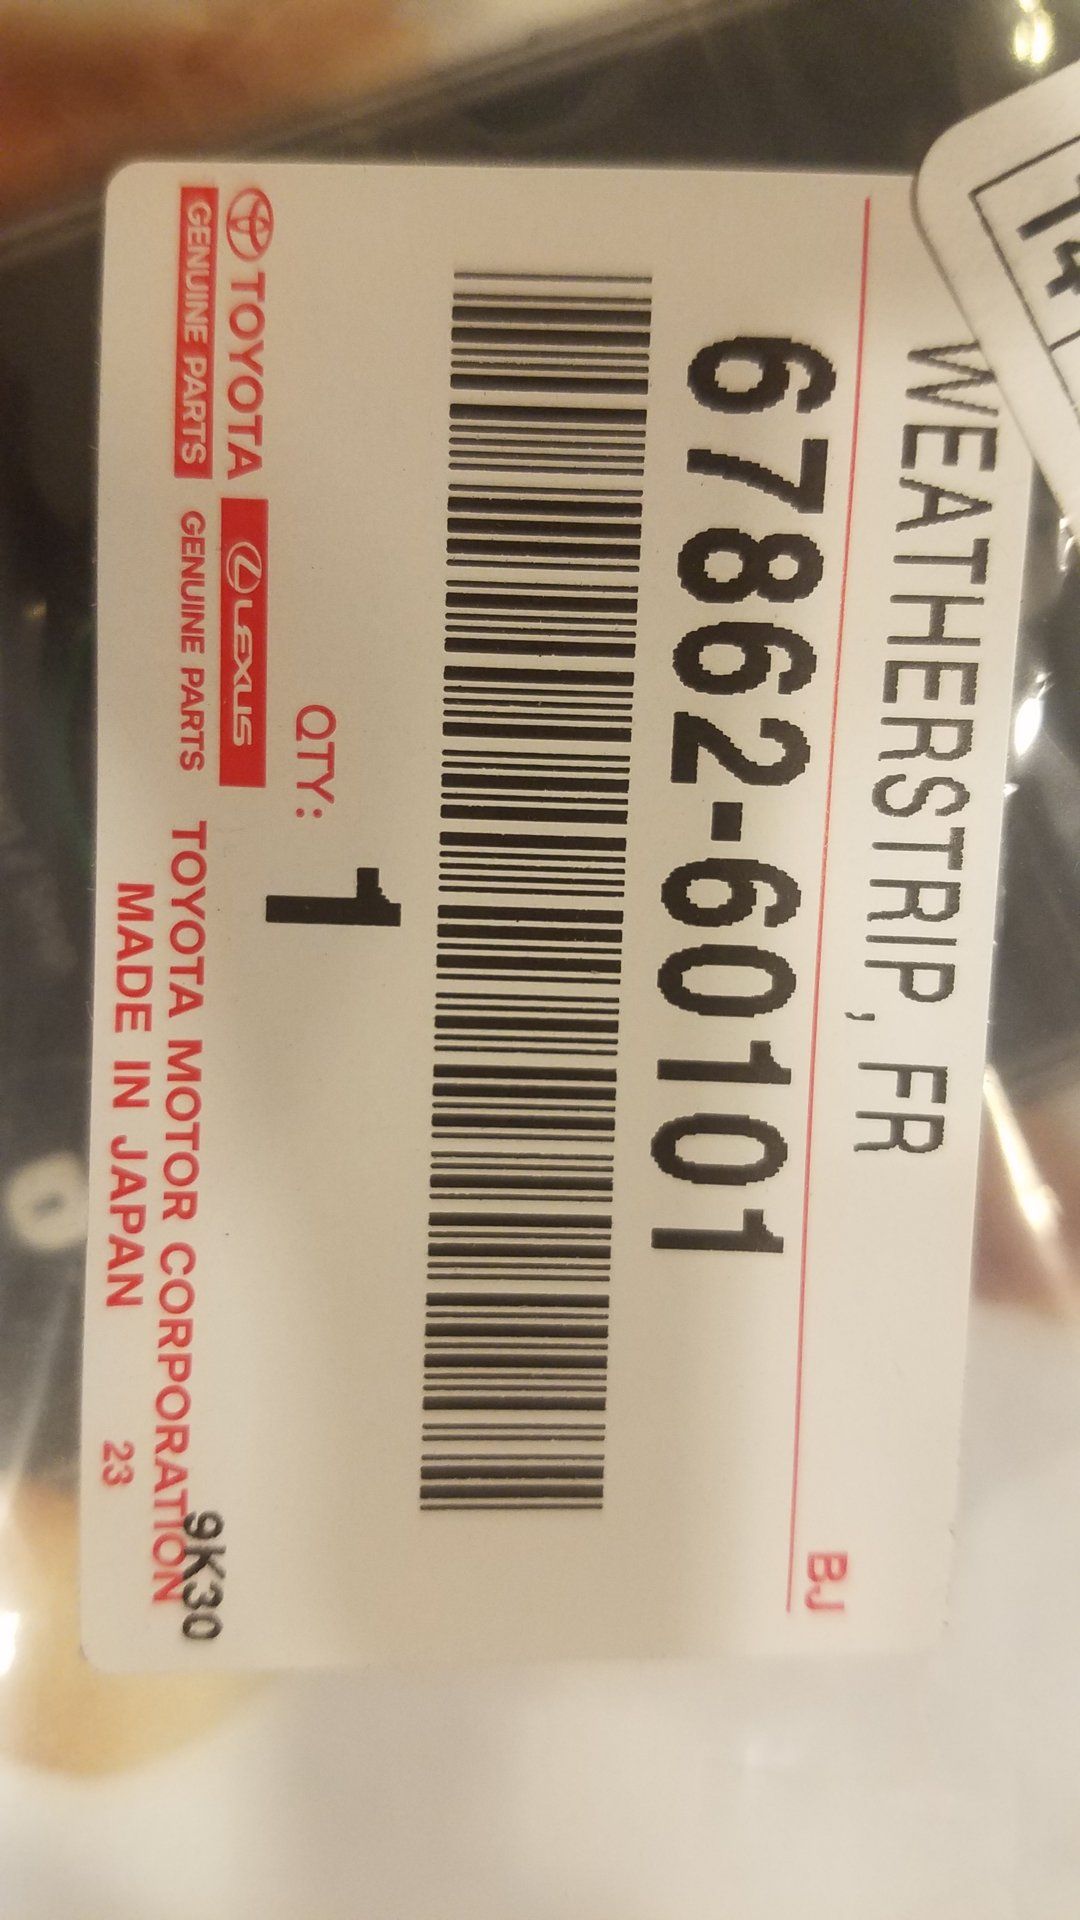 WEATHERSTRIP, FR
BJ
67862-60101
QTY: 1
TOYOTA LEXUS
GENUINE PARTS GENUINE PARTS
TOYOTA MOTOR CORPORATION
9K30
MADE IN JAPAN 23
14